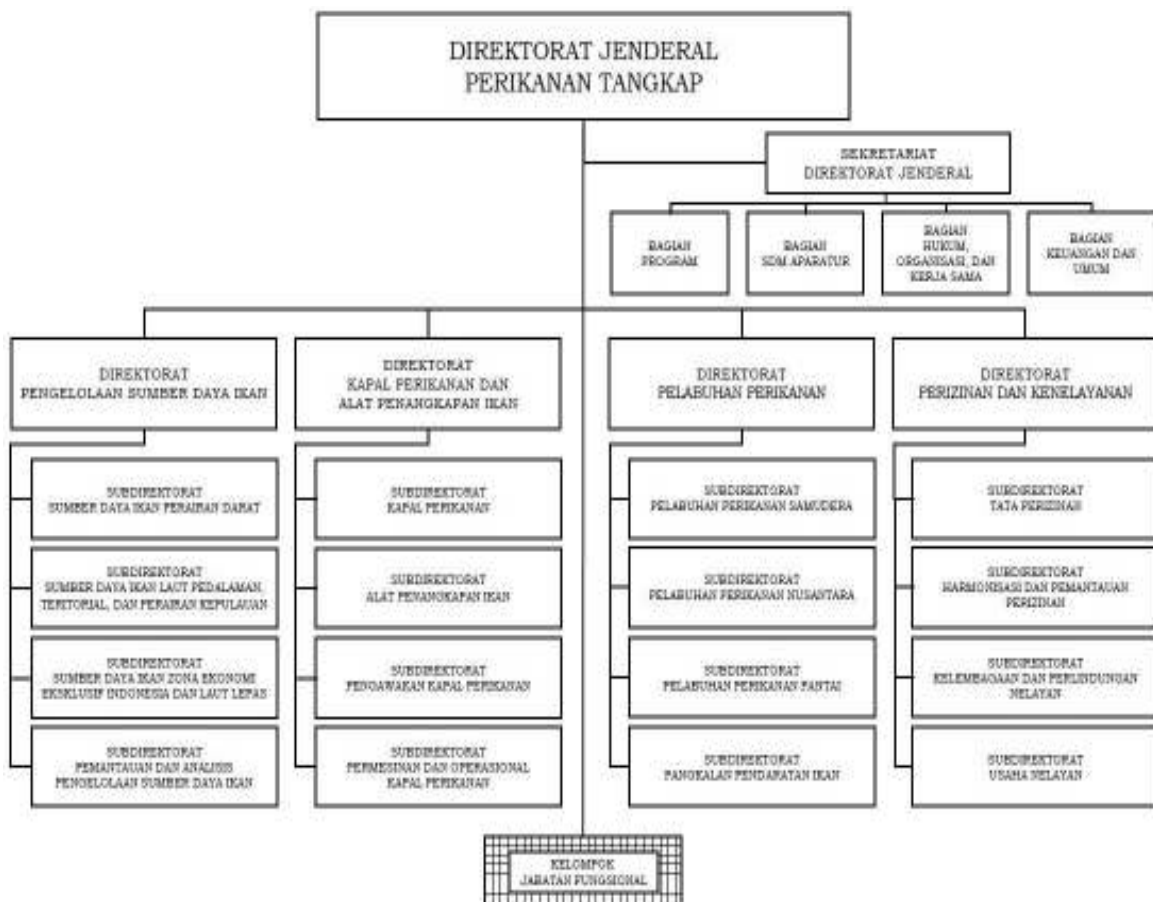 DIREKTORAT JENDERAL
PERIKANAN TANGKAP
SEKRETARIAT
DIREKTORAT JENDERAL
BAGIAN
PROGRAM
BAGIAN
SDM APARATUR
BAGIAN
HUKUM,
ORGANISASI, DAN
KERJA SAMA
BAGIAN
KEUANGAN DAN
UMUM
DIREKTORAT
PENGELOLAAN SUMBER DAYA IKAN
DIREKTORAT
KAPAL PERIKANAN DAN
ALAT PENANGKAPAN IKAN
DIREKTORAT
PELABUHAN PERIKANAN
DIREKTORAT
PERIZINAN DAN KENELAYANAN
SUBDIREKTORAT
SUMBER DAYA IKAN PERAIRAN DARAT
SUBDIREKTORAT
SUMBER DAYA IKAN LAUT PEDALAMAN,
TERITORIAL, DAN PERAIRAN KEPULAUAN
SUBDIREKTORAT
SUMBER DAYA IKAN ZONA EKONOMI
EKSKLUSIF INDONESIA DAN LAUT LEPAS
SUBDIREKTORAT
PEMANTAUAN DAN ANALISIS
PENGELOLAAN SUMBER DAYA IKAN
SUBDIREKTORAT
KAPAL PERIKANAN
SUBDIREKTORAT
ALAT PENANGKAPAN IKAN
SUBDIREKTORAT
PENGAWAKAN KAPAL PERIKANAN
SUBDIREKTORAT
PERMESINAN DAN OPERASIONAL
KAPAL PERIKANAN
SUBDIREKTORAT
PELABUHAN PERIKANAN SAMUDERA
SUBDIREKTORAT
PELABUHAN PERIKANAN NUSANTARA
SUBDIREKTORAT
PELABUHAN PERIKANAN PANTAI
SUBDIREKTORAT
PANGKALAN PENDARATAN IKAN
SUBDIREKTORAT
TATA PERIZINAN
SUBDIREKTORAT
HARMONISASI DAN PEMANTAUAN
PERIZINAN
SUBDIREKTORAT
KELEMBAGAAN DAN PERLINDUNGAN
NELAYAN
SUBDIREKTORAT
USAHA NELAYAN
KELOMPOK
JABATAN FUNGSIONAL